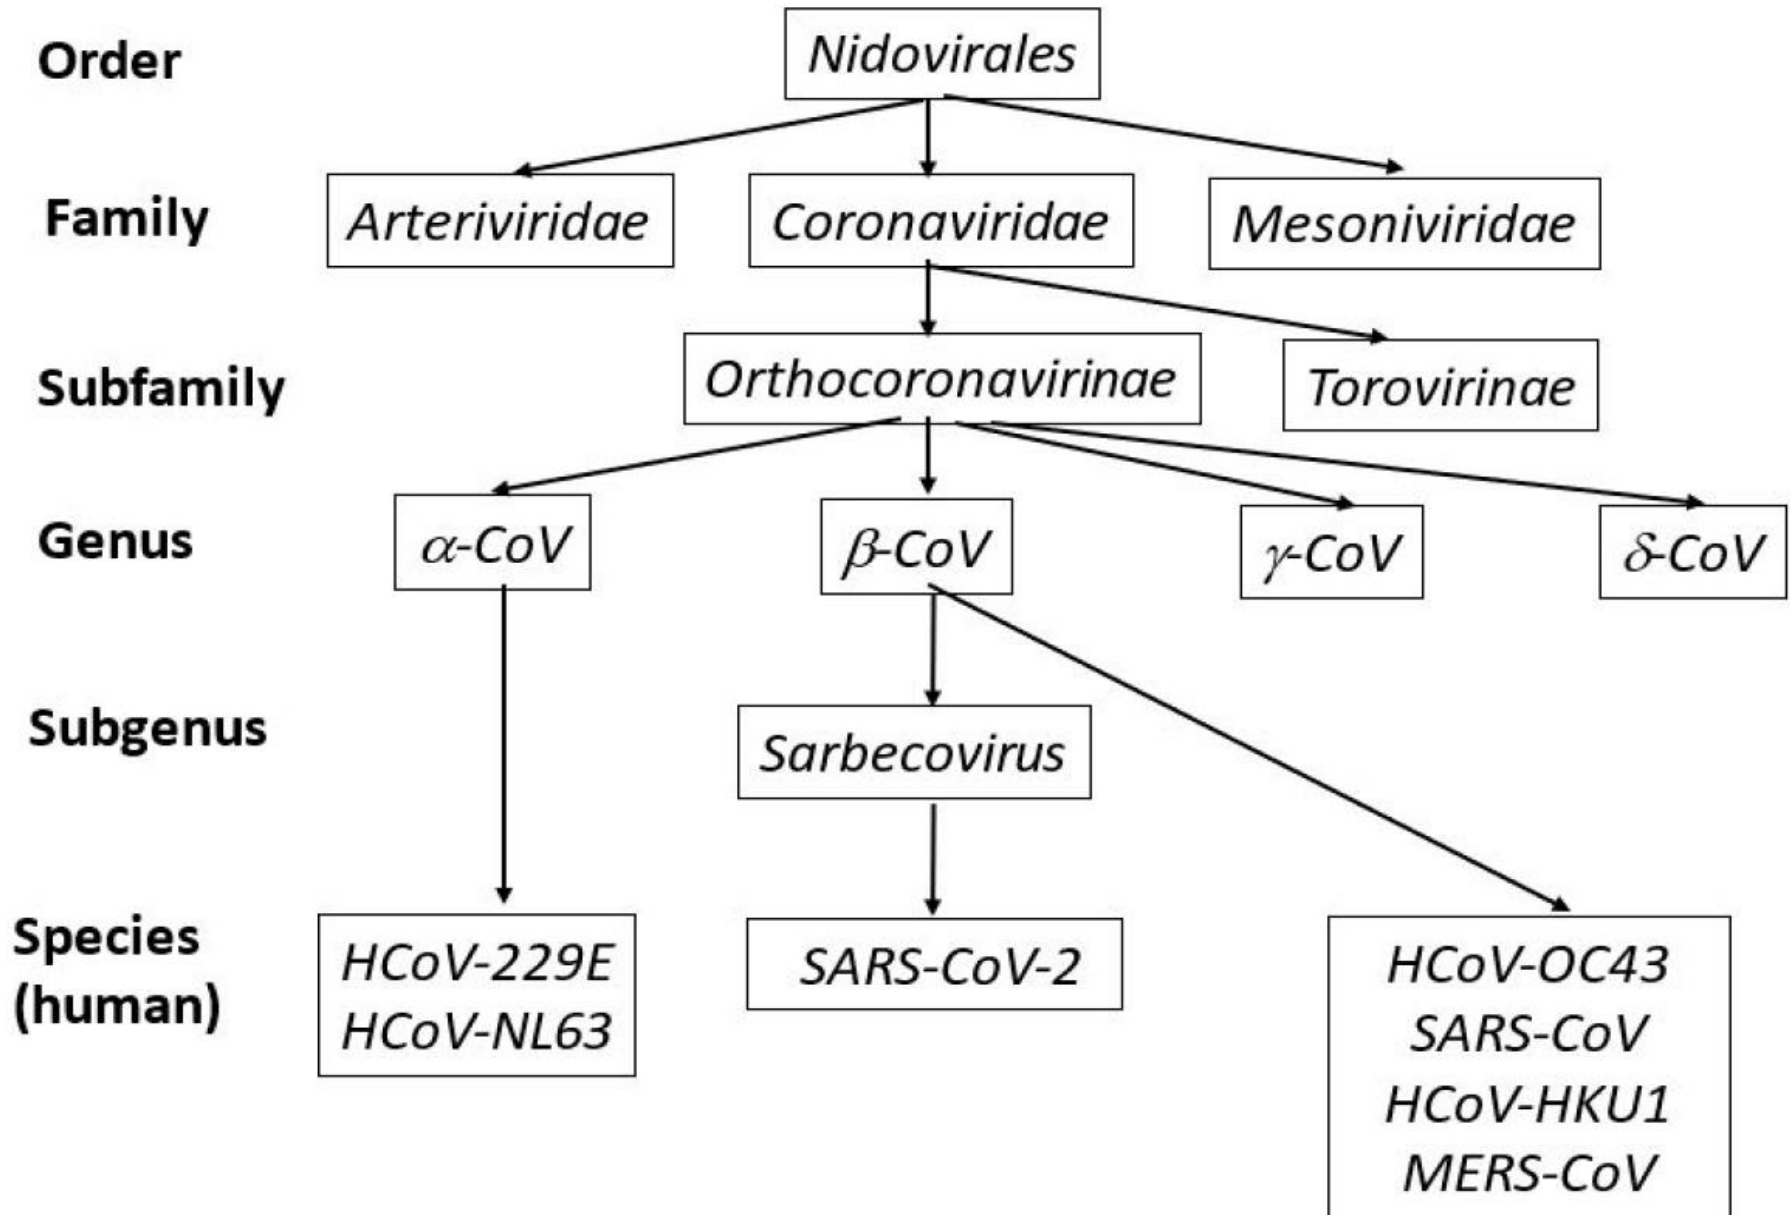 Order
Nidovirales
Family
Arteriviridae
Coronaviridae
Mesoniviridae
Subfamily
Orthocoronavirinae
Torovirinae
Genus
α-CoV
β-CoV
γ-CoV
δ-CoV
Subgenus
Sarbecovirus
Species
(human)
HCoV-229E
HCoV-NL63
SARS-CoV-2
HCoV-OC43
SARS-CoV
HCoV-HKU1
MERS-CoV